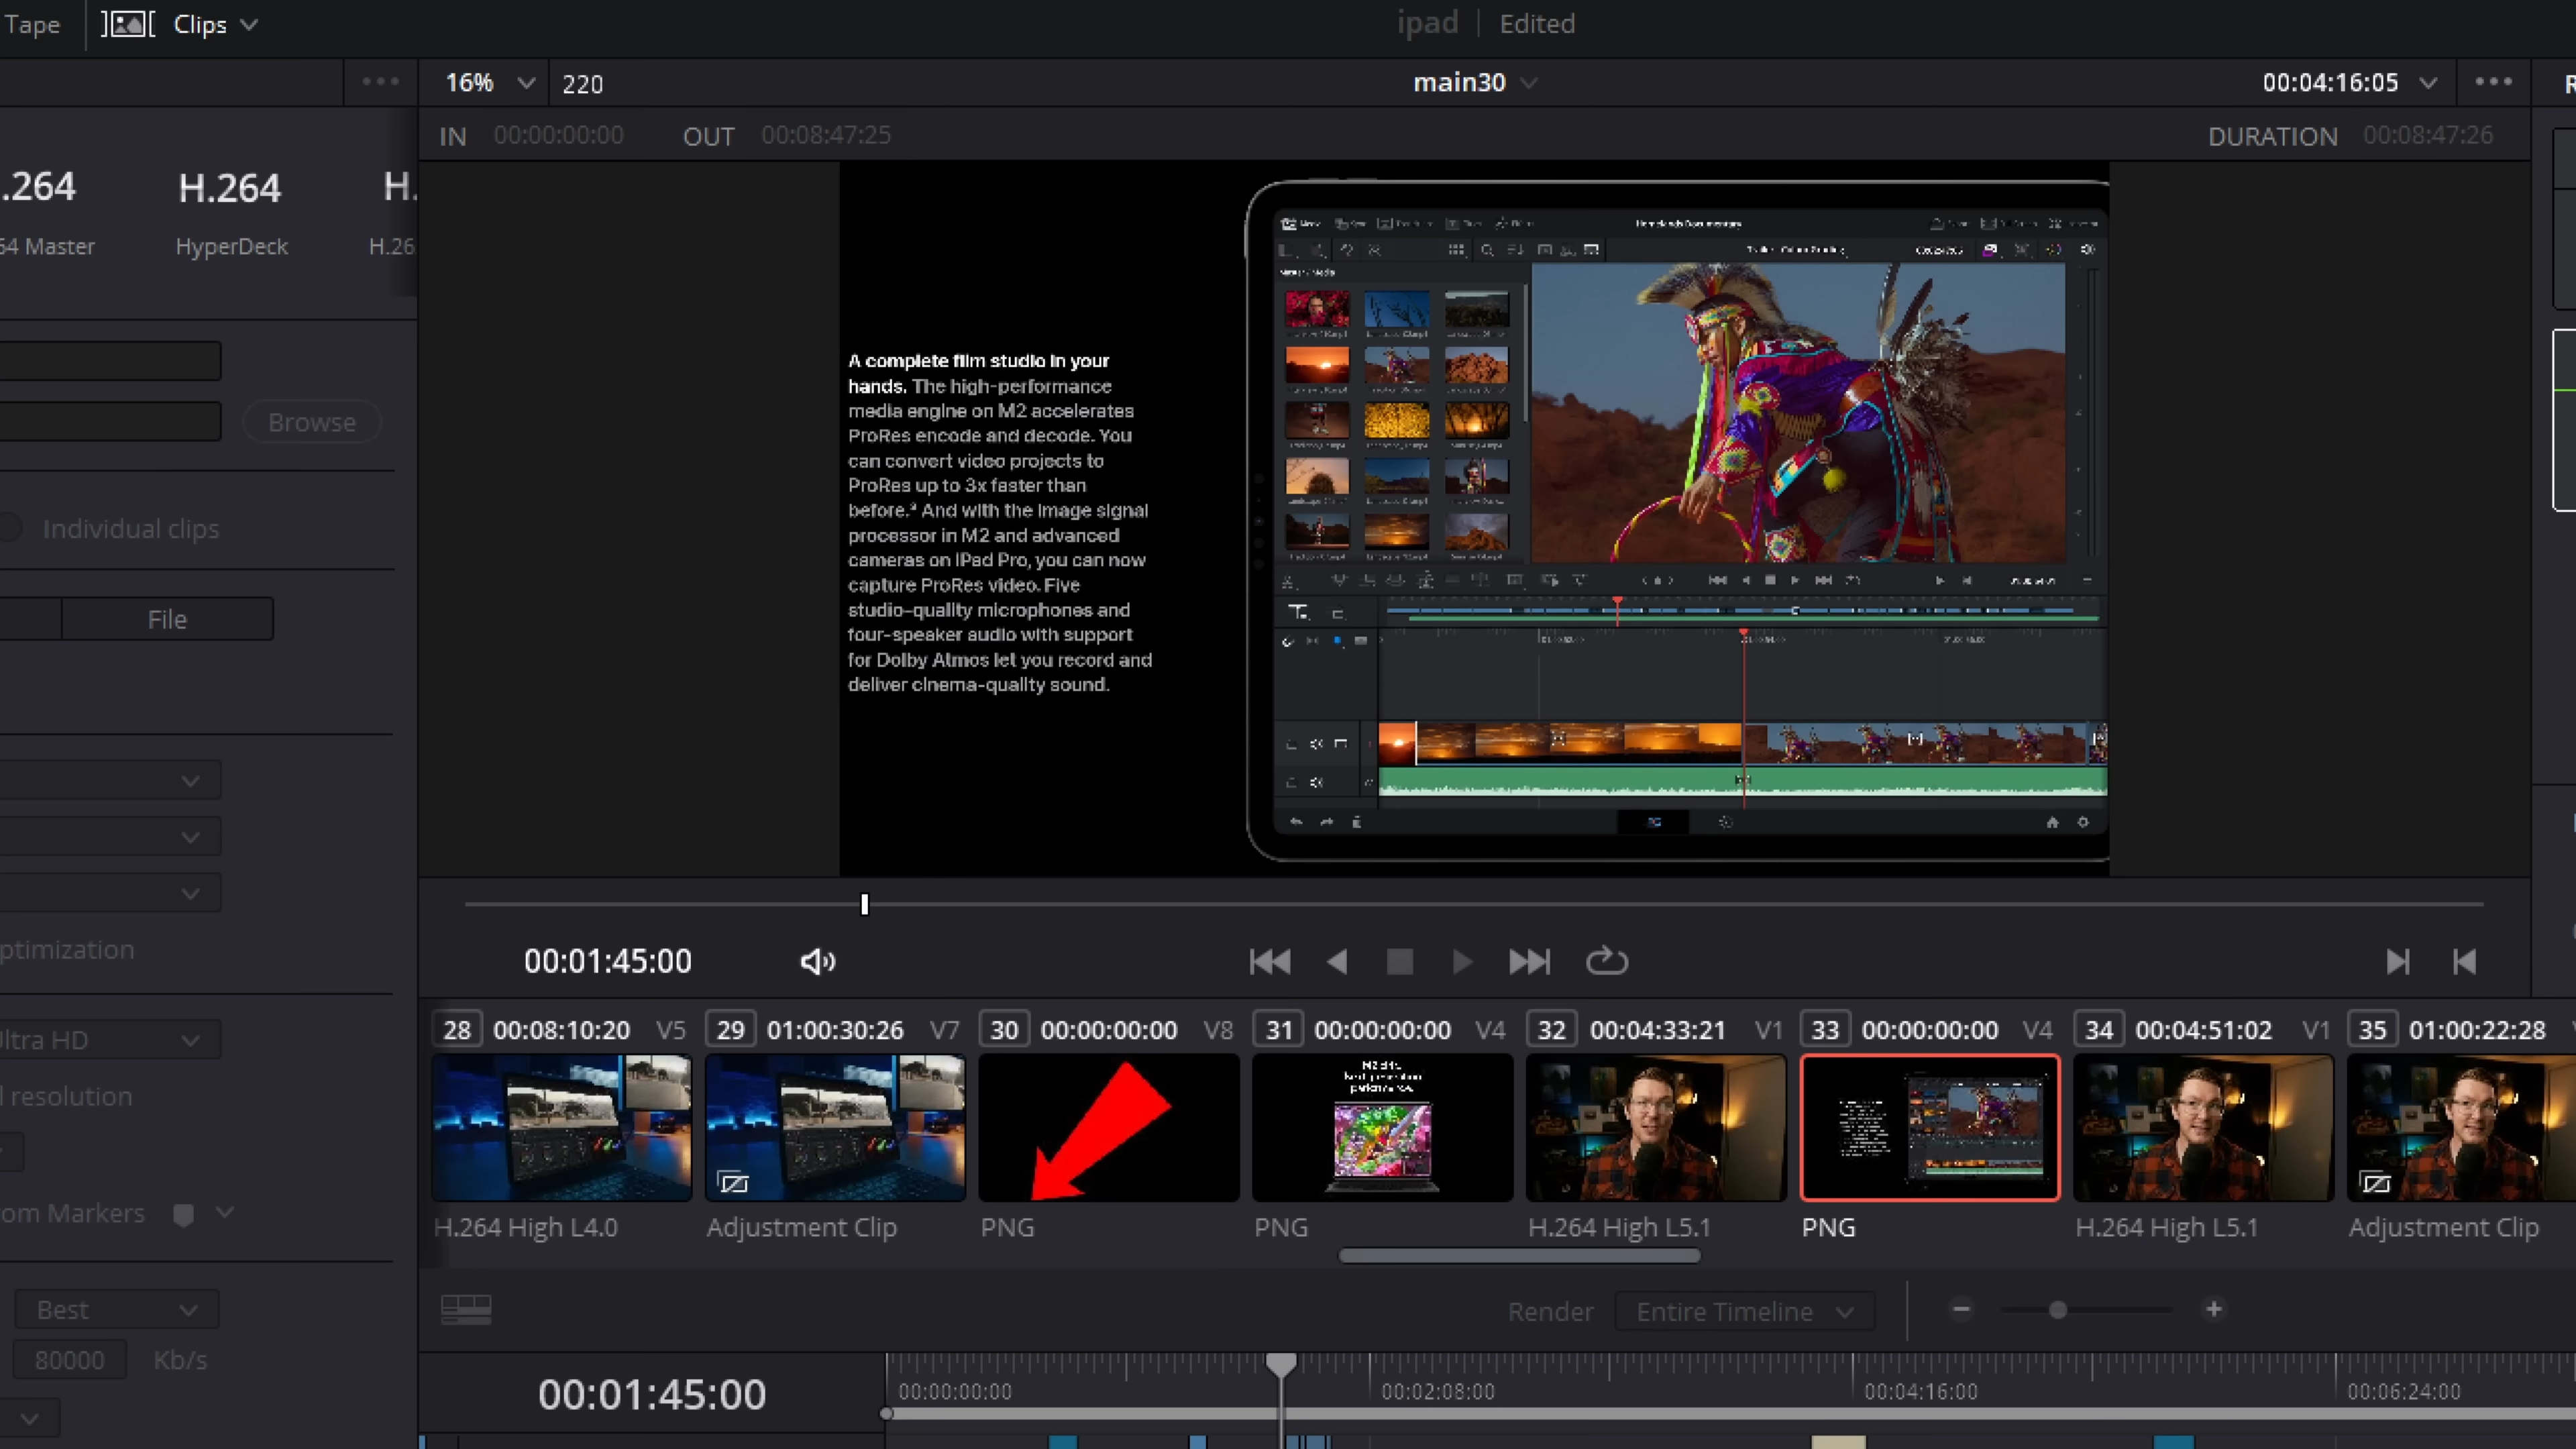 Tape
Clips
ipad
Edited
16%
220
main30
00:04:16:05
IN 00:00:00:00 OUT 00:08:47:25
DURATION 00:08:47:26
.264
H.264
H.
64 Master
HyperDeck
H.26
Browse
Individual clips
File
ptimization
ltra HD
l resolution
om Markers
Best
80000 Kb/s
A complete film studio in your
hands. The high-performance
media engine on M2 accelerates
ProRes encode and decode. You
can convert video projects to
ProRes up to 3x faster than
before.³ And with the image signal
processor in M2 and advanced
cameras on iPad Pro, you can now
capture ProRes video. Five
studio-quality microphones and
four-speaker audio with support
for Dolby Atmos let you record and
deliver cinema-quality sound.
Homelands Documentary
00:01:45:00
28 00:08:10:20 V5
29 01:00:30:26 V7
30 00:00:00:00 V8
31 00:00:00:00 V4
32 00:04:33:21 V1
33 00:00:00:00 V4
34 00:04:51:02 V1
35 01:00:22:28
H.264 High L4.0
Adjustment Clip
PNG
PNG
H.264 High L5.1
PNG
H.264 High L5.1
Adjustment Clip
Render
Entire Timeline
00:01:45:00
00:00:00:00
00:02:08:00
00:04:16:00
00:06:24:00